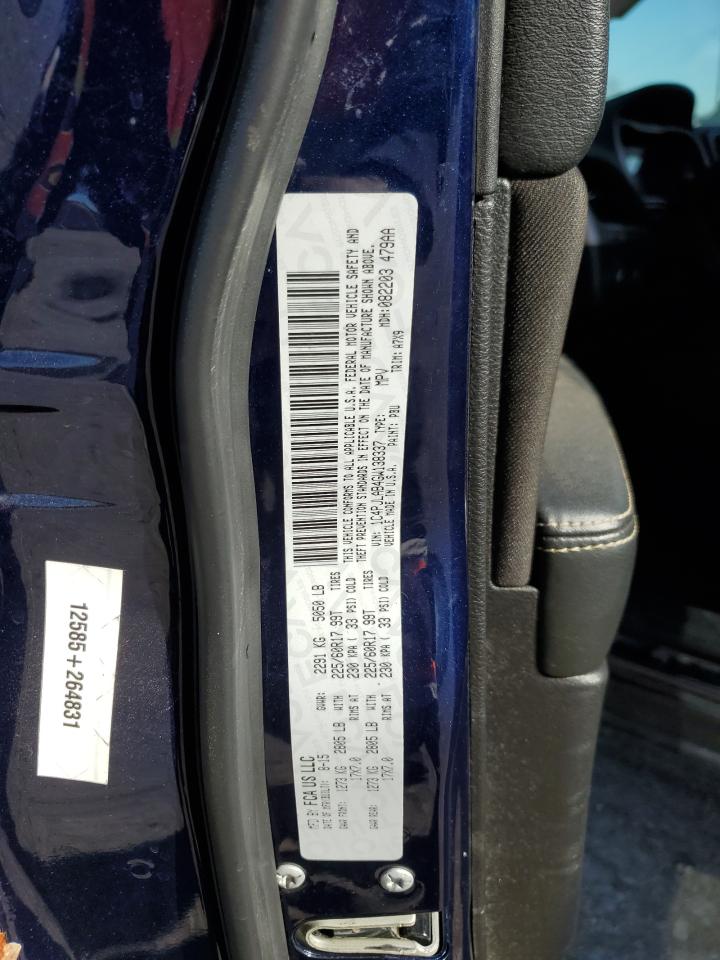 MFD BY FCA US LLC
DATE OF MFR/BUILT: 8-15 GVWR: 2291 KG 5050 LB
GAWR FRONT: 1273 KG 2805 LB WITH 225/60R17 99T TIRES
17X7.0 RIMS AT 230 KPA ( 33 PSI) COLD
GAWR REAR: 1273 KG 2805 LB WITH 225/60R17 99T TIRES
17X7.0 RIMS AT 230 KPA ( 33 PSI) COLD
THIS VEHICLE CONFORMS TO ALL APPLICABLE U.S.A. FEDERAL MOTOR VEHICLE SAFETY AND
THEFT PREVENTION STANDARDS IN EFFECT ON THE DATE OF MANUFACTURE SHOWN ABOVE.
VIN: 1C4PJLAB4GW138337 TYPE: MPV MDH: 082203 479AA
VEHICLE MADE IN U.S.A. PAINT: PBU TRIM: A7X9
12585+264831